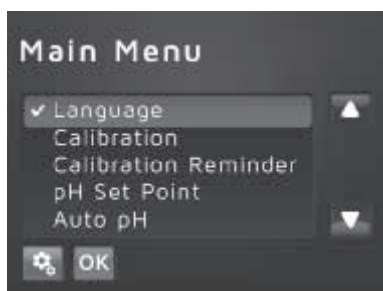 Main Menu
Language
Calibration
Calibration Reminder
pH Set Point
Auto pH
OK